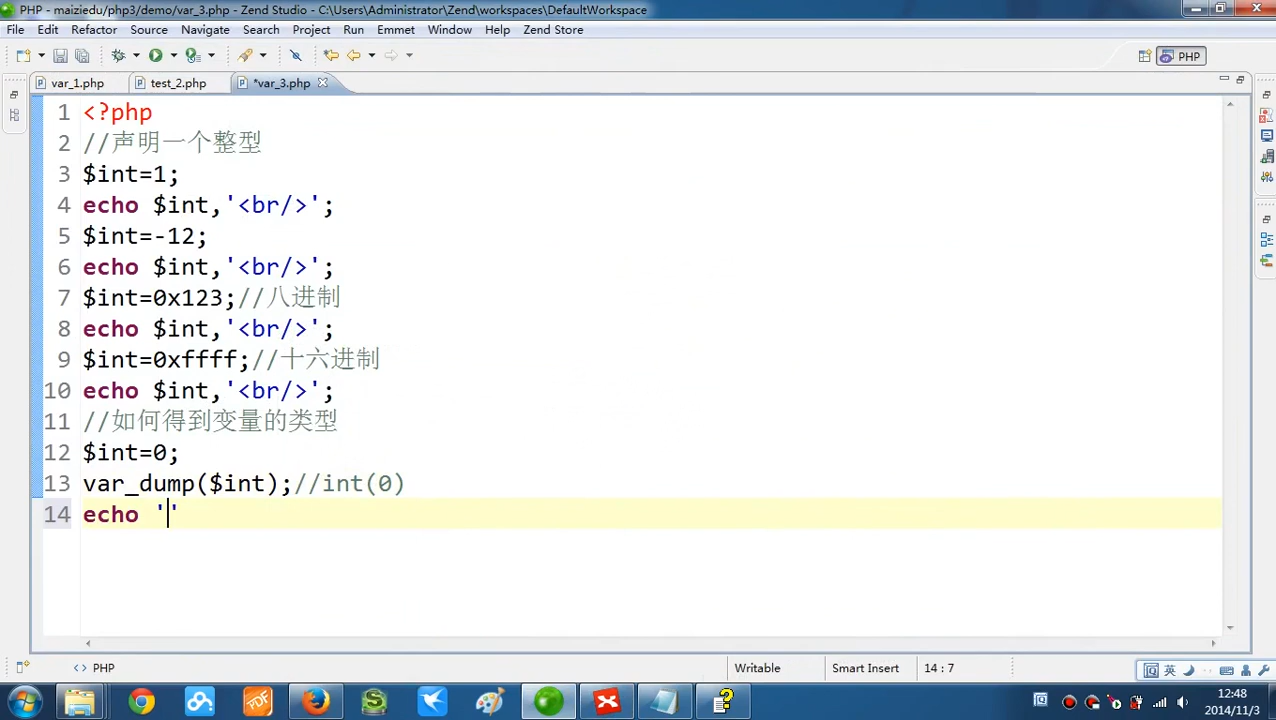 PHP - maiziedu/php3/demo/var_3.php - Zend Studio - C:\Users\Administrator\Zend\workspaces\DefaultWorkspace
File Edit Refactor Source Navigate Search Project Run Emmet Window Help Zend Store
PHP
var_1.php test_2.php *var_3.php
1 <?php
2 //声明一个整型
3 $int=1;
4 echo $int,'<br/>';
5 $int=-12;
6 echo $int,'<br/>';
7 $int=0x123;//八进制
8 echo $int,'<br/>';
9 $int=0xffff;//十六进制
10 echo $int,'<br/>';
11 //如何得到变量的类型
12 $int=0;
13 var_dump($int);//int(0)
14 echo ''
<> PHP Writable Smart Insert 14 : 7
英
PDF
12:48
2014/11/3